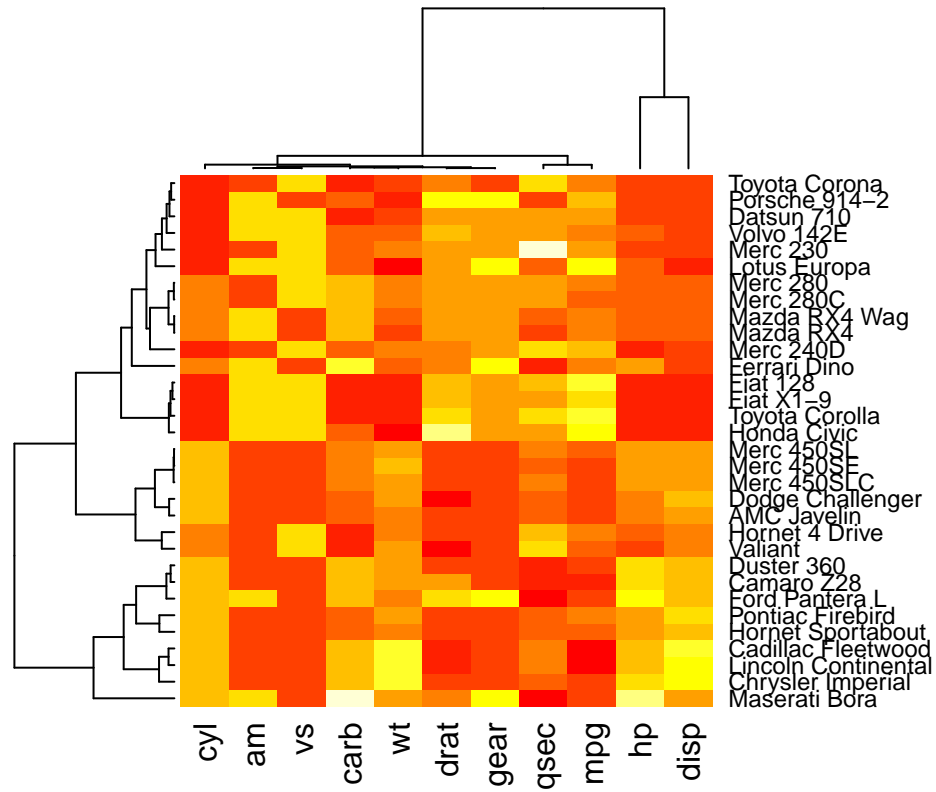 Toyota Corona
Porsche 914−2
Datsun 710
Volvo 142E
Merc 230
Lotus Europa
Merc 280
Merc 280C
Mazda RX4 Wag
Mazda RX4
Merc 240D
Ferrari Dino
Fiat 128
Fiat X1−9
Toyota Corolla
Honda Civic
Merc 450SL
Merc 450SE
Merc 450SLC
Dodge Challenger
AMC Javelin
Hornet 4 Drive
Valiant
Duster 360
Camaro Z28
Ford Pantera L
Pontiac Firebird
Hornet Sportabout
Cadillac Fleetwood
Lincoln Continental
Chrysler Imperial
Maserati Bora
cyl
am
vs
carb
wt
drat
gear
qsec
mpg
hp
disp